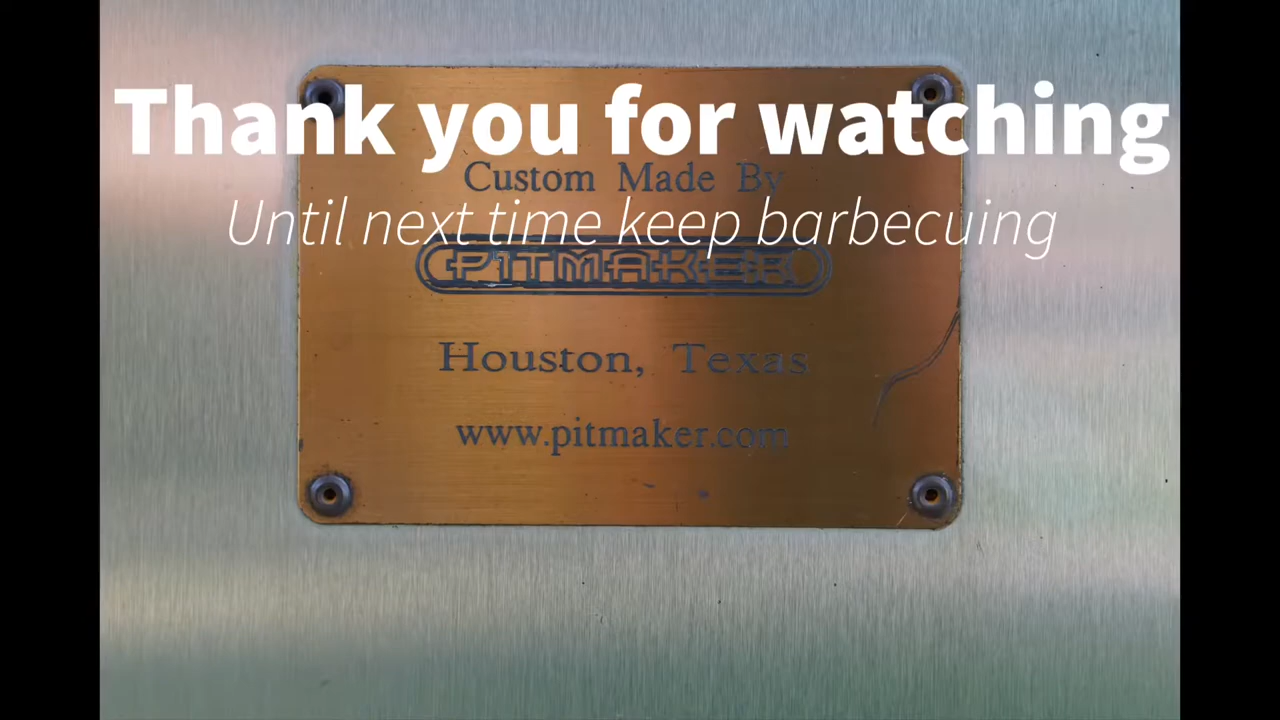 Thank you for watching
Custom Made By
Until next time keep barbecuing
PITMAKER
Houston, Texas
www.pitmaker.com